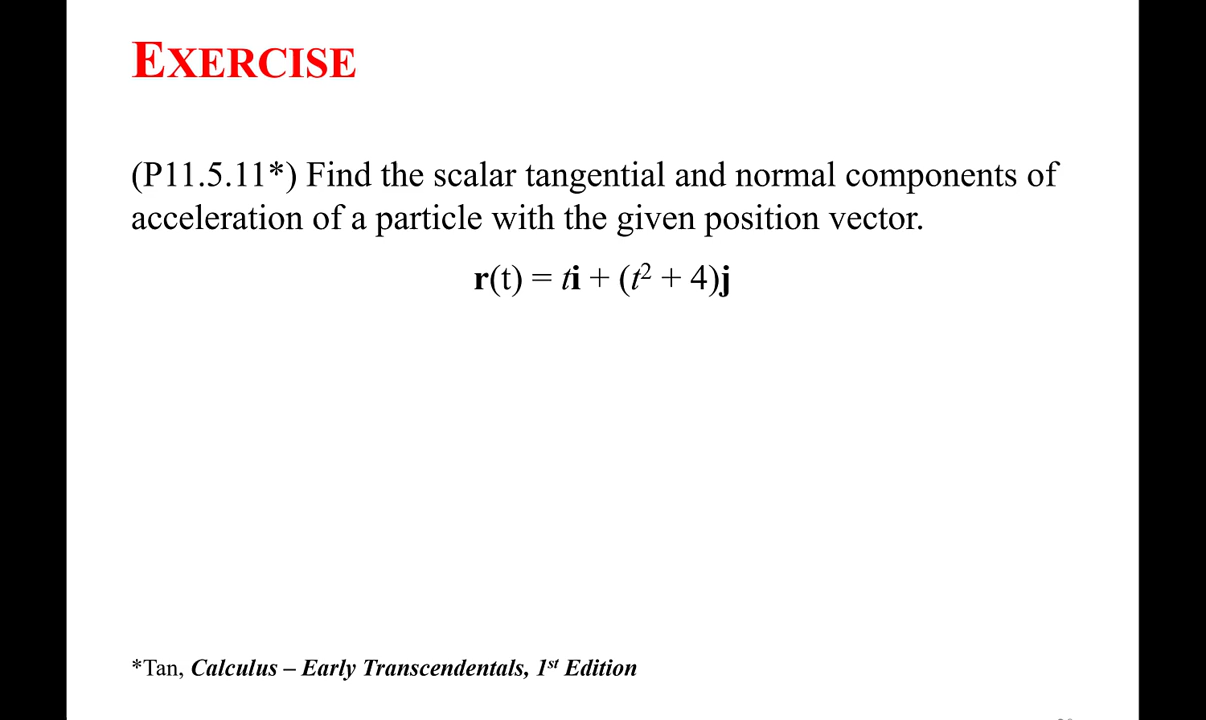 EXERCISE
(P11.5.11*) Find the scalar tangential and normal components of
acceleration of a particle with the given position vector.
r(t) = ti + (t² + 4)j
*Tan, Calculus – Early Transcendentals, 1st Edition